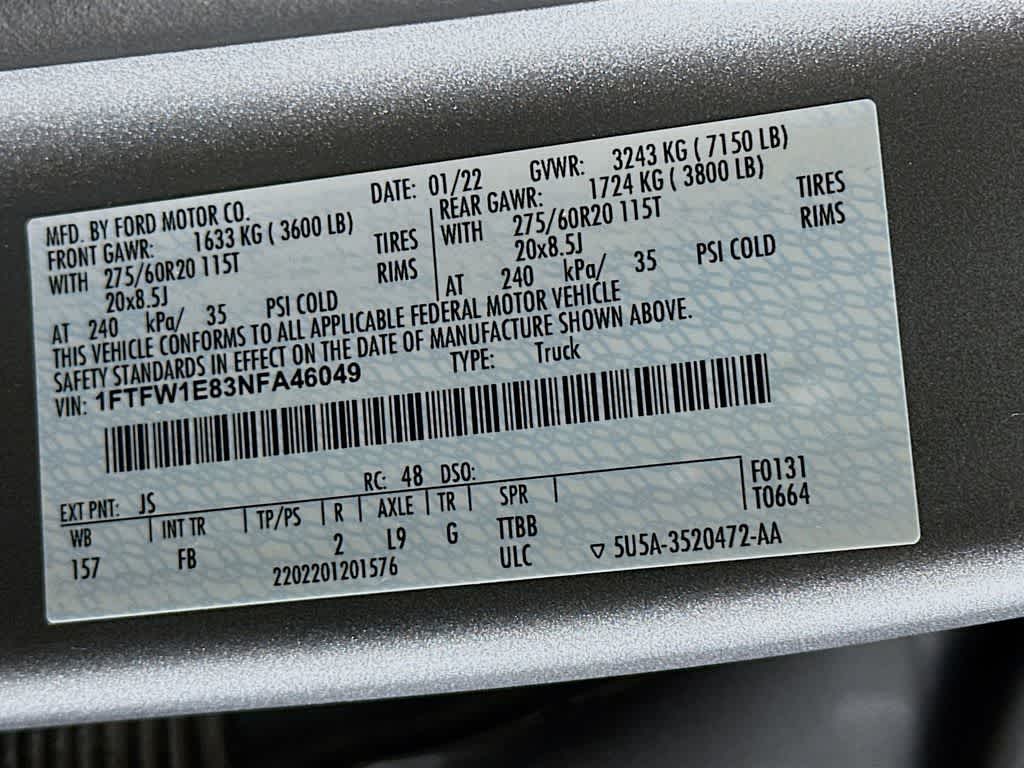 MFD. BY FORD MOTOR CO.
DATE: 01/22
GVWR: 3243 KG ( 7150 LB)
FRONT GAWR: 1633 KG ( 3600 LB)
REAR GAWR: 1724 KG ( 3800 LB)
WITH 275/60R20 115T TIRES
WITH 275/60R20 115T TIRES
20x8.5J RIMS
20x8.5J RIMS
AT 240 kPa/ 35 PSI COLD
AT 240 kPa/ 35 PSI COLD
THIS VEHICLE CONFORMS TO ALL APPLICABLE FEDERAL MOTOR VEHICLE
SAFETY STANDARDS IN EFFECT ON THE DATE OF MANUFACTURE SHOWN ABOVE.
VIN: 1FTFW1E83NFA46049
TYPE: Truck
EXT PNT: JS RC: 48 DSO:
F0131
WB INT TR TP/PS R AXLE TR SPR
T0664
157 FB 2 L9 G TTBB
2202201201576 ULC ▽ 5U5A-3520472-AA